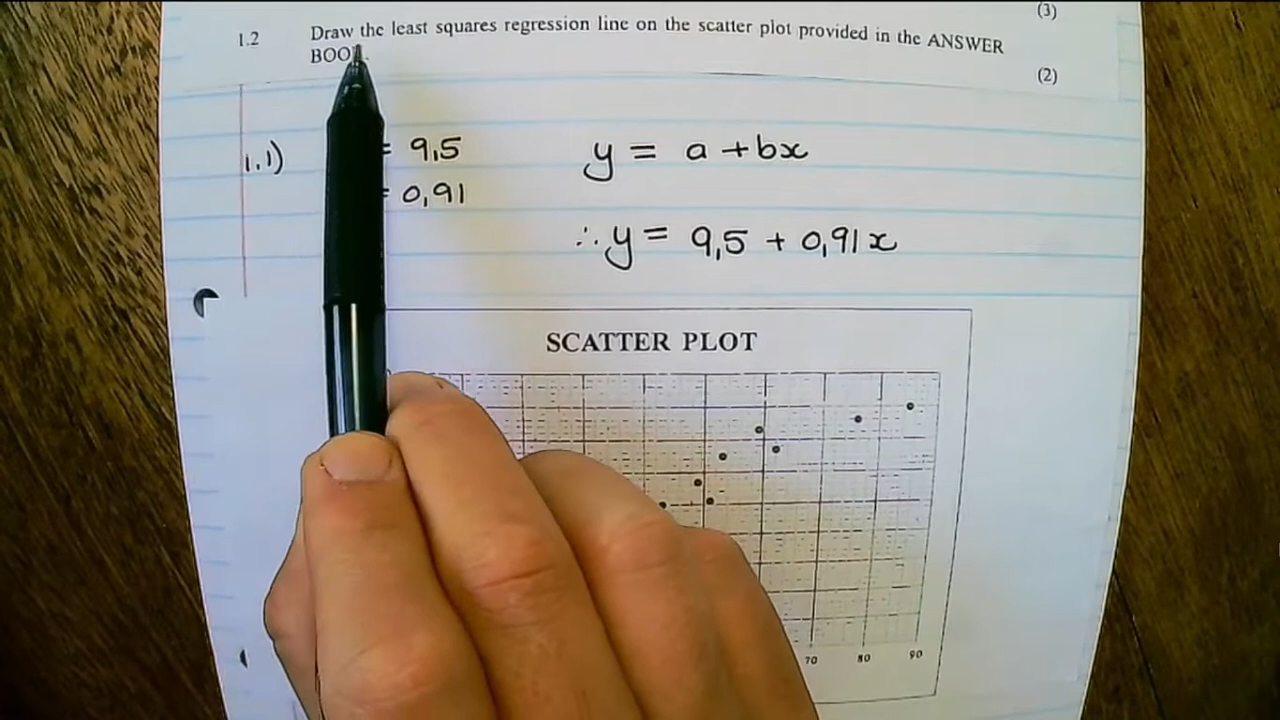 (3)
1.2 Draw the least squares regression line on the scatter plot provided in the ANSWER
(2)
1.1) = 9,5 y = a + bx
= 0,91
∴ y = 9,5 + 0,91x
SCATTER PLOT
70 80 90